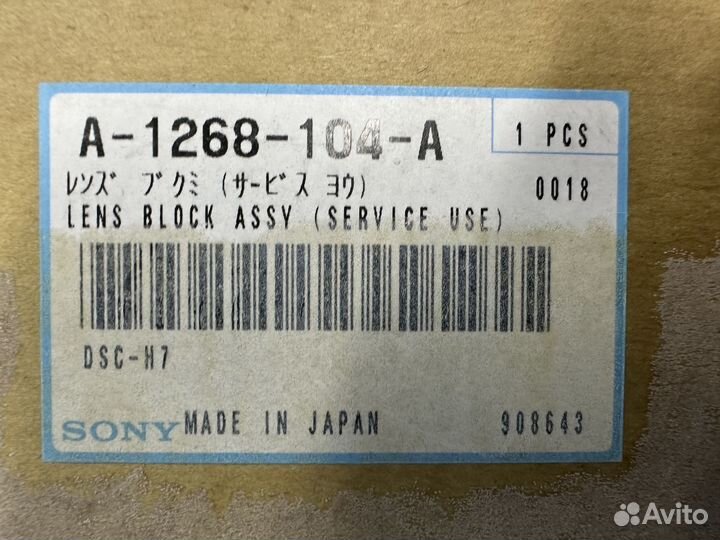 A-1268-104-A
1 PCS
レンズ ブクミ (サービス ヨウ)
0018
LENS BLOCK ASSY (SERVICE USE)
DSC-H7
SONY MADE IN JAPAN
908643
Avito